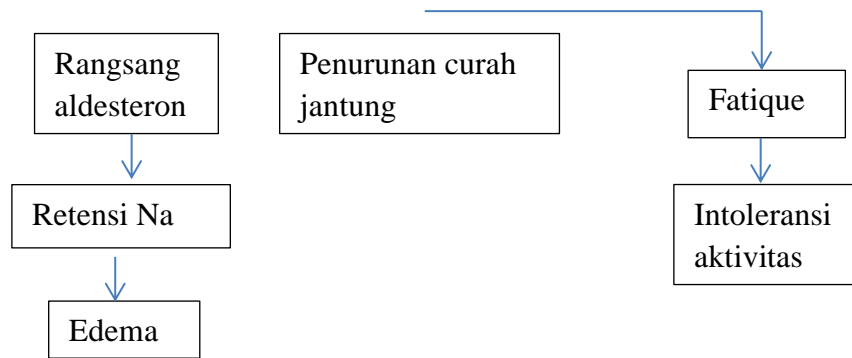 Rangsang
aldesteron
Penurunan curah
jantung
Fatique
Retensi Na
Intoleransi
aktivitas
Edema